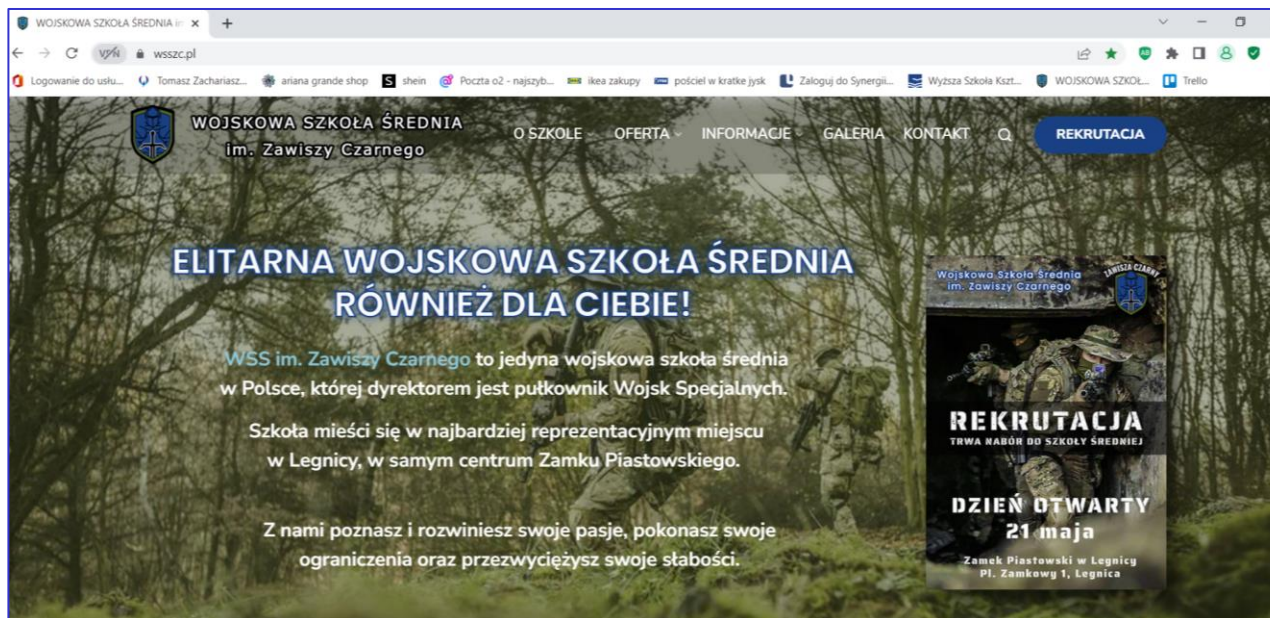 WOJSKOWA SZKOŁA ŚREDNIA in
wsszc.pl
Logowanie do usłu... Tomasz Zachariasz... ariana grande shop shein Poczta o2 - najszyb... ikea zakupy pościel w kratke jysk Zaloguj do Synergii... Wyższa Szkoła Kszt... WOJSKOWA SZKOŁ... Trello
WOJSKOWA SZKOŁA ŚREDNIA
im. Zawiszy Czarnego
O SZKOLE OFERTA INFORMACJE GALERIA KONTAKT REKRUTACJA
ELITARNA WOJSKOWA SZKOŁA ŚREDNIA
RÓWNIEŻ DLA CIEBIE!
WSS im. Zawiszy Czarnego to jedyna wojskowa szkoła średnia
w Polsce, której dyrektorem jest pułkownik Wojsk Specjalnych.
Szkoła mieści się w najbardziej reprezentacyjnym miejscu
w Legnicy, w samym centrum Zamku Piastowskiego.
Z nami poznasz i rozwiniesz swoje pasje, pokonasz swoje
ograniczenia oraz przezwyciężysz swoje słabości.
Wojskowa Szkoła Średnia
im. Zawiszy Czarnego
ZAWISZA CZARNY
REKRUTACJA
TRWA NABÓR DO SZKOŁY ŚREDNIEJ
DZIEŃ OTWARTY
21 maja
Zamek Piastowski w Legnicy
Pl. Zamkowy 1, Legnica